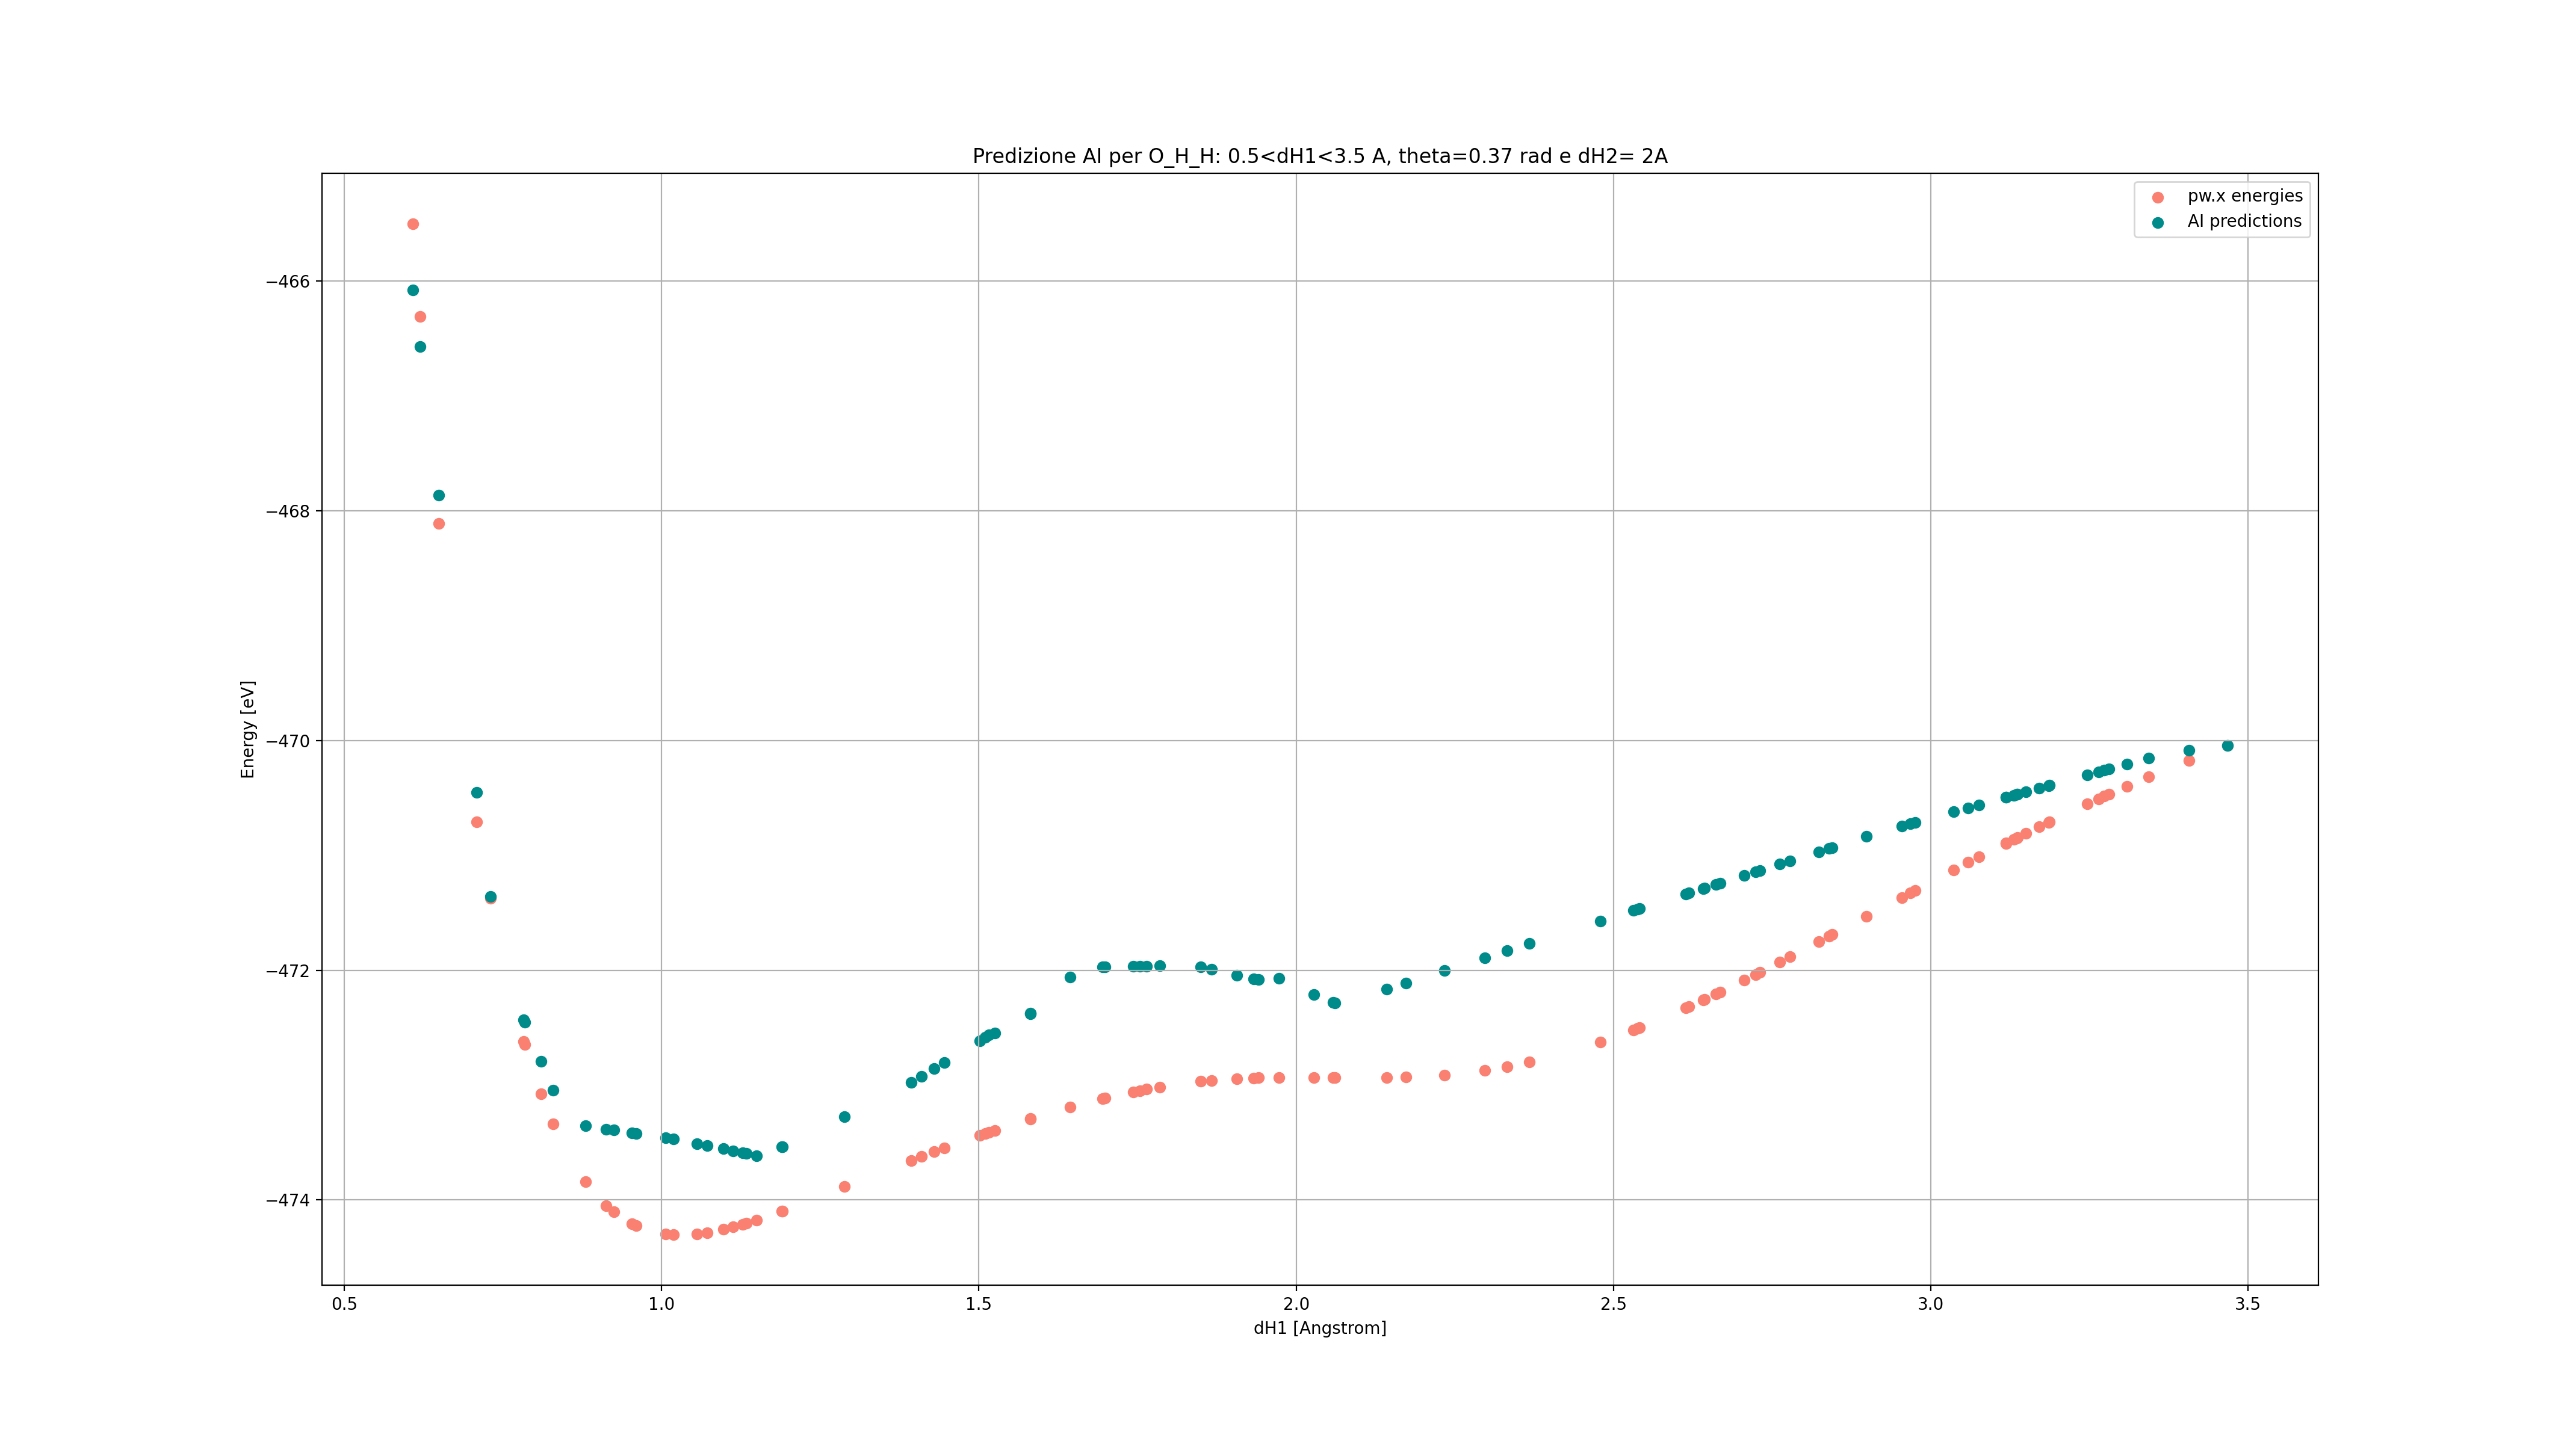 Predizione AI per O_H_H: 0.5<dH1<3.5 A, theta=0.37 rad e dH2= 2A
pw.x energies
AI predictions
−466
−468
−470
−472
−474
Energy [eV]
0.5 1.0 1.5 2.0 2.5 3.0 3.5
dH1 [Angstrom]